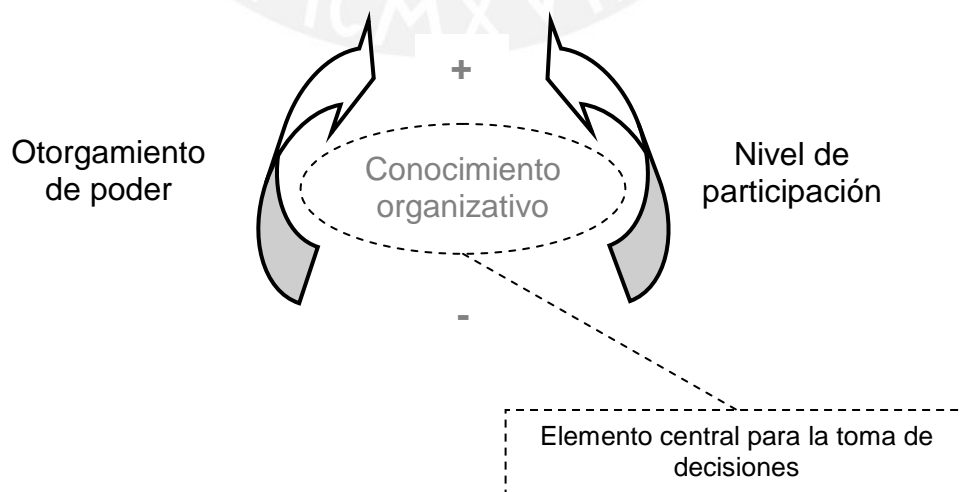 +
Otorgamiento
de poder
Conocimiento
organizativo
Nivel de
participación
-
Elemento central para la toma de
decisiones